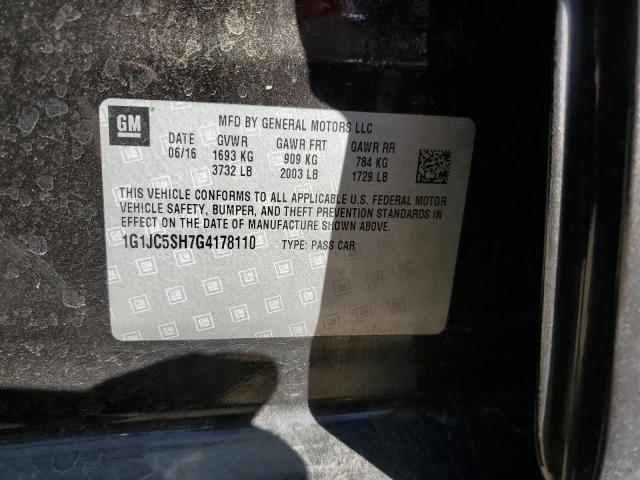 GM
MFD BY GENERAL MOTORS LLC
DATE GVWR GAWR FRT GAWR RR
06/16 1693 KG 909 KG 784 KG
3732 LB 2003 LB 1729 LB
THIS VEHICLE CONFORMS TO ALL APPLICABLE U.S. FEDERAL MOTOR
VEHICLE SAFETY, BUMPER, AND THEFT PREVENTION STANDARDS IN
EFFECT ON THE DATE OF MANUFACTURE SHOWN ABOVE.
1G1JC5SH7G4178110 TYPE: PASS CAR